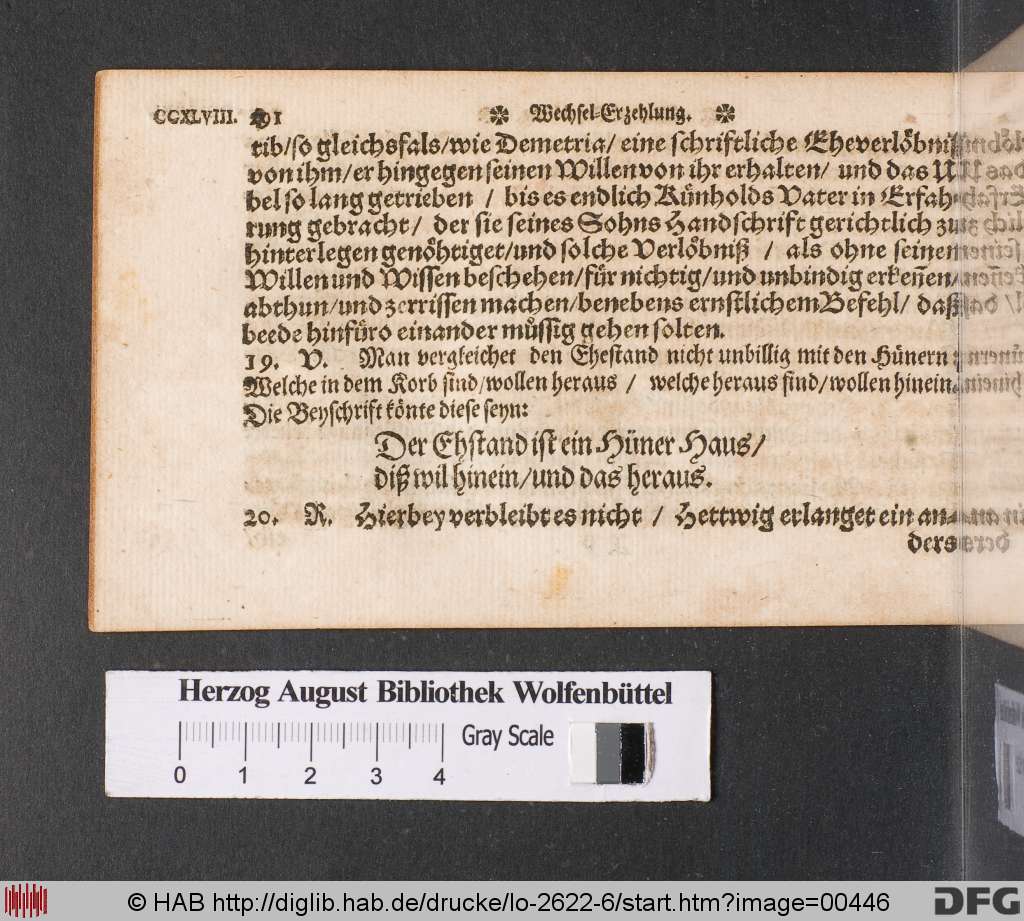 CCXLVIII. 491 ✽ Wechsel-Erzehlung. ✽
rib/so gleichsfals/wie Demetria/ eine schriftliche Eheverlöbniß
von ihm/er hingegen seinen Willen von ihr erhalten/ und das U-
bel so lang getrieben / bis es endlich Künholds Vater in Erfah-
rung gebracht/ der sie seines Sohns Handschrift gerichtlich zu
hinterlegen genöhtiget/und solche Verlöbniß / als ohne seinen
Willen und Wissen beschehen/für nichtig/und unbindig erkeñen/
abthun/und zerrissen machen/benebens ernstlichem Befehl/ daß
beede hinfüro einander müssig gehen solten.
19. V. Man vergleichet den Ehestand nicht unbillig mit den Hünern:
Welche in dem Korb sind/wollen heraus / welche heraus sind/wollen hinein.
Die Beyschrift könte diese seyn:
Der Ehstand ist ein Hüner Haus/
diß wil hinein/und das heraus.
20. R. Hierbey verbleibt es nicht / Hettwig erlanget ein an-
ders
Herzog August Bibliothek Wolfenbüttel
Gray Scale
0 1 2 3 4
© HAB http://diglib.hab.de/drucke/lo-2622-6/start.htm?image=00446
DFG